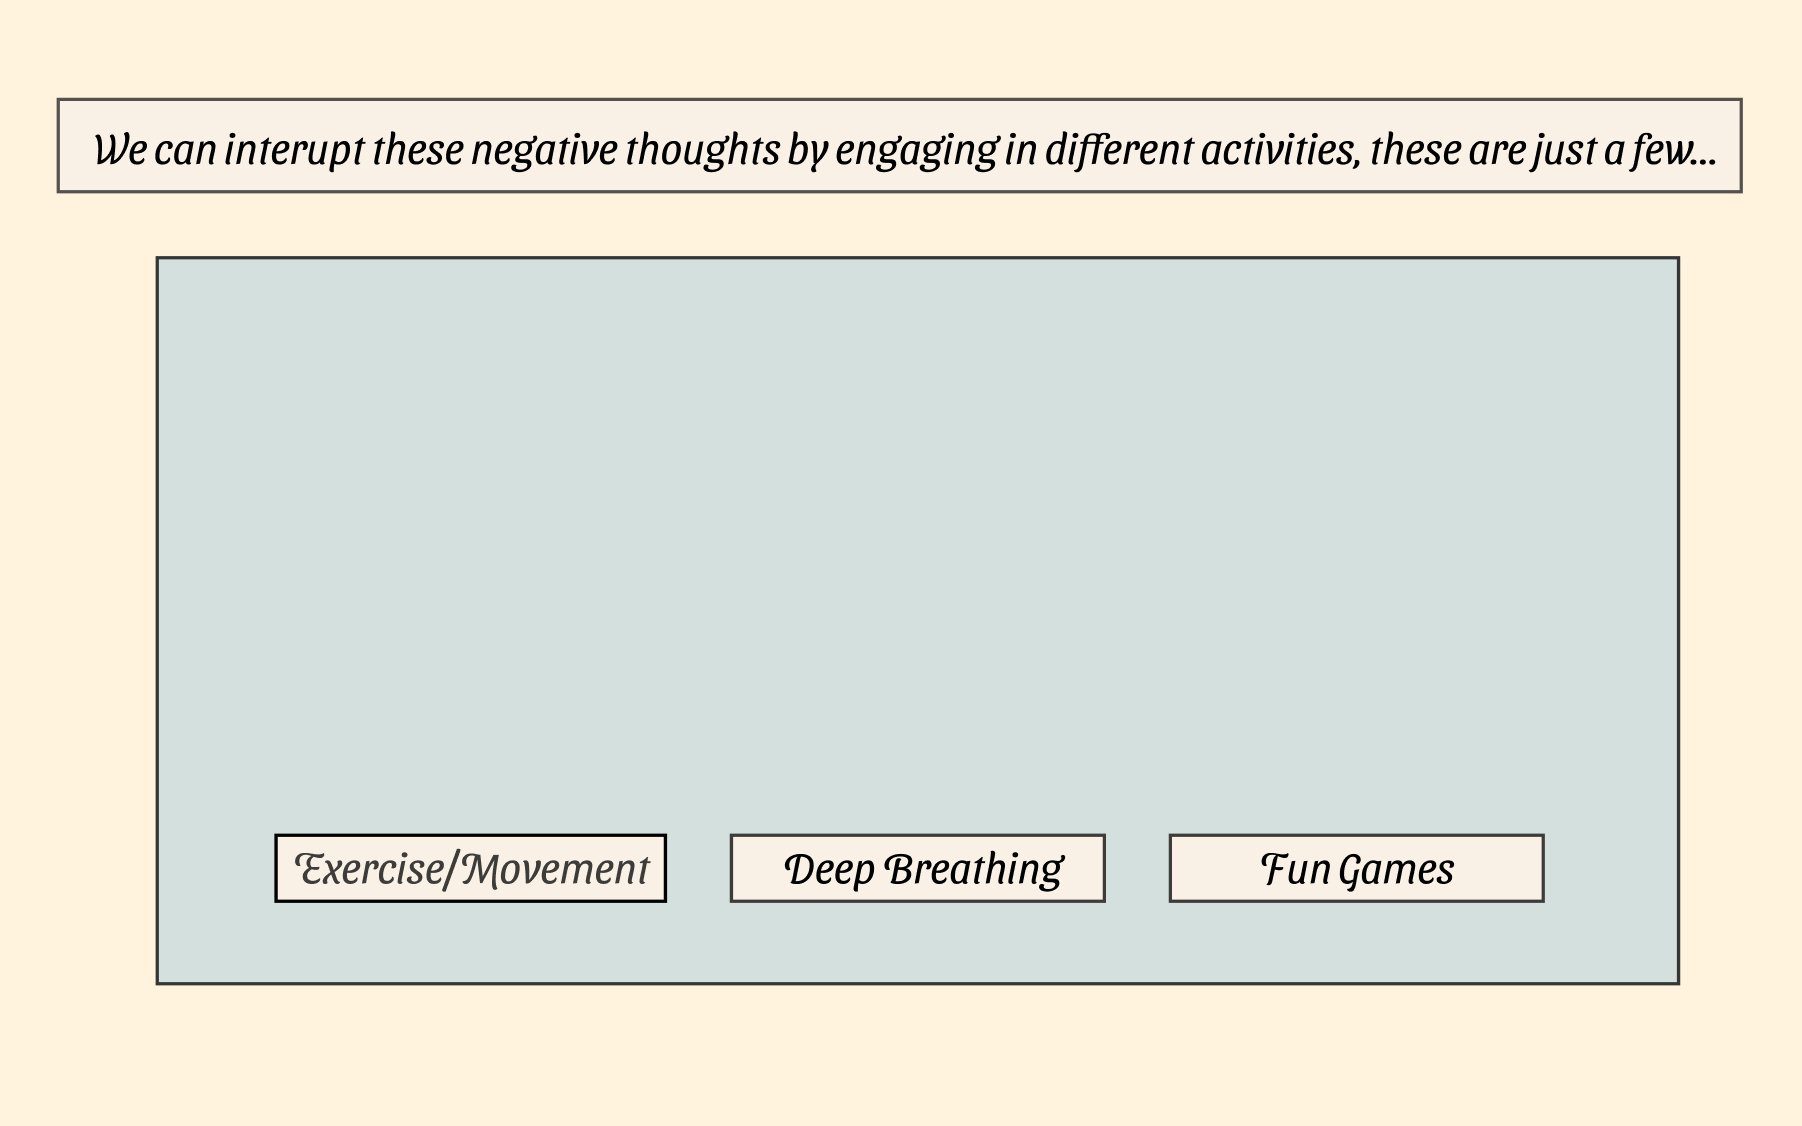 We can interupt these negative thoughts by engaging in different activities, these are just a few...
Exercise/Movement
Deep Breathing
Fun Games